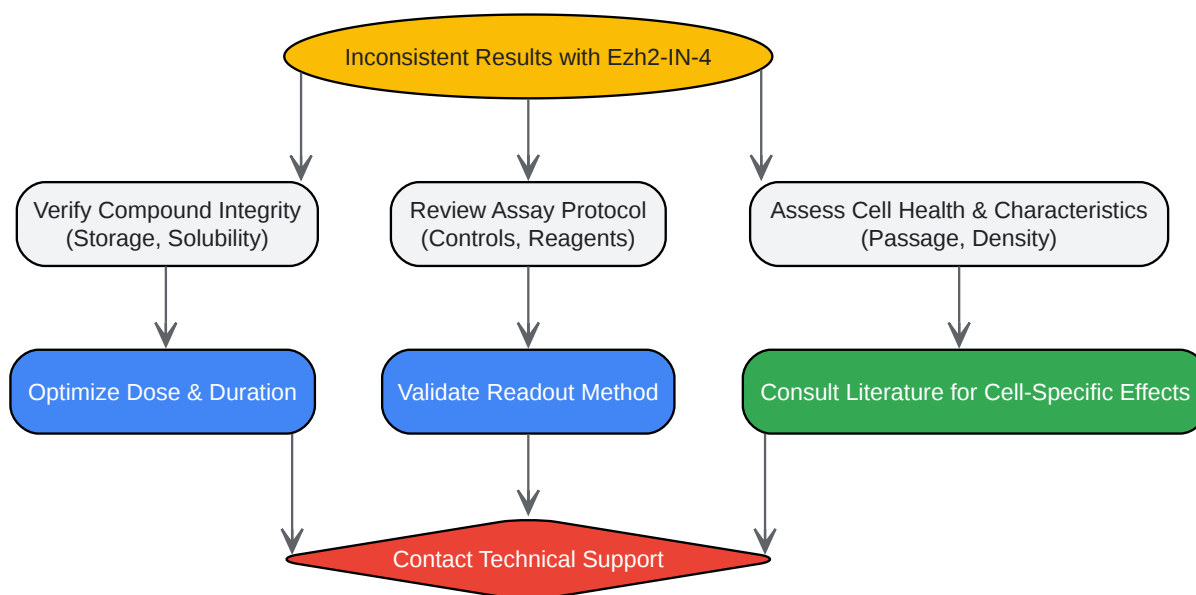 Inconsistent Results with Ezh2-IN-4
Verify Compound Integrity
(Storage, Solubility)
Review Assay Protocol
(Controls, Reagents)
Assess Cell Health & Characteristics
(Passage, Density)
Optimize Dose & Duration
Validate Readout Method
Consult Literature for Cell-Specific Effects
Contact Technical Support